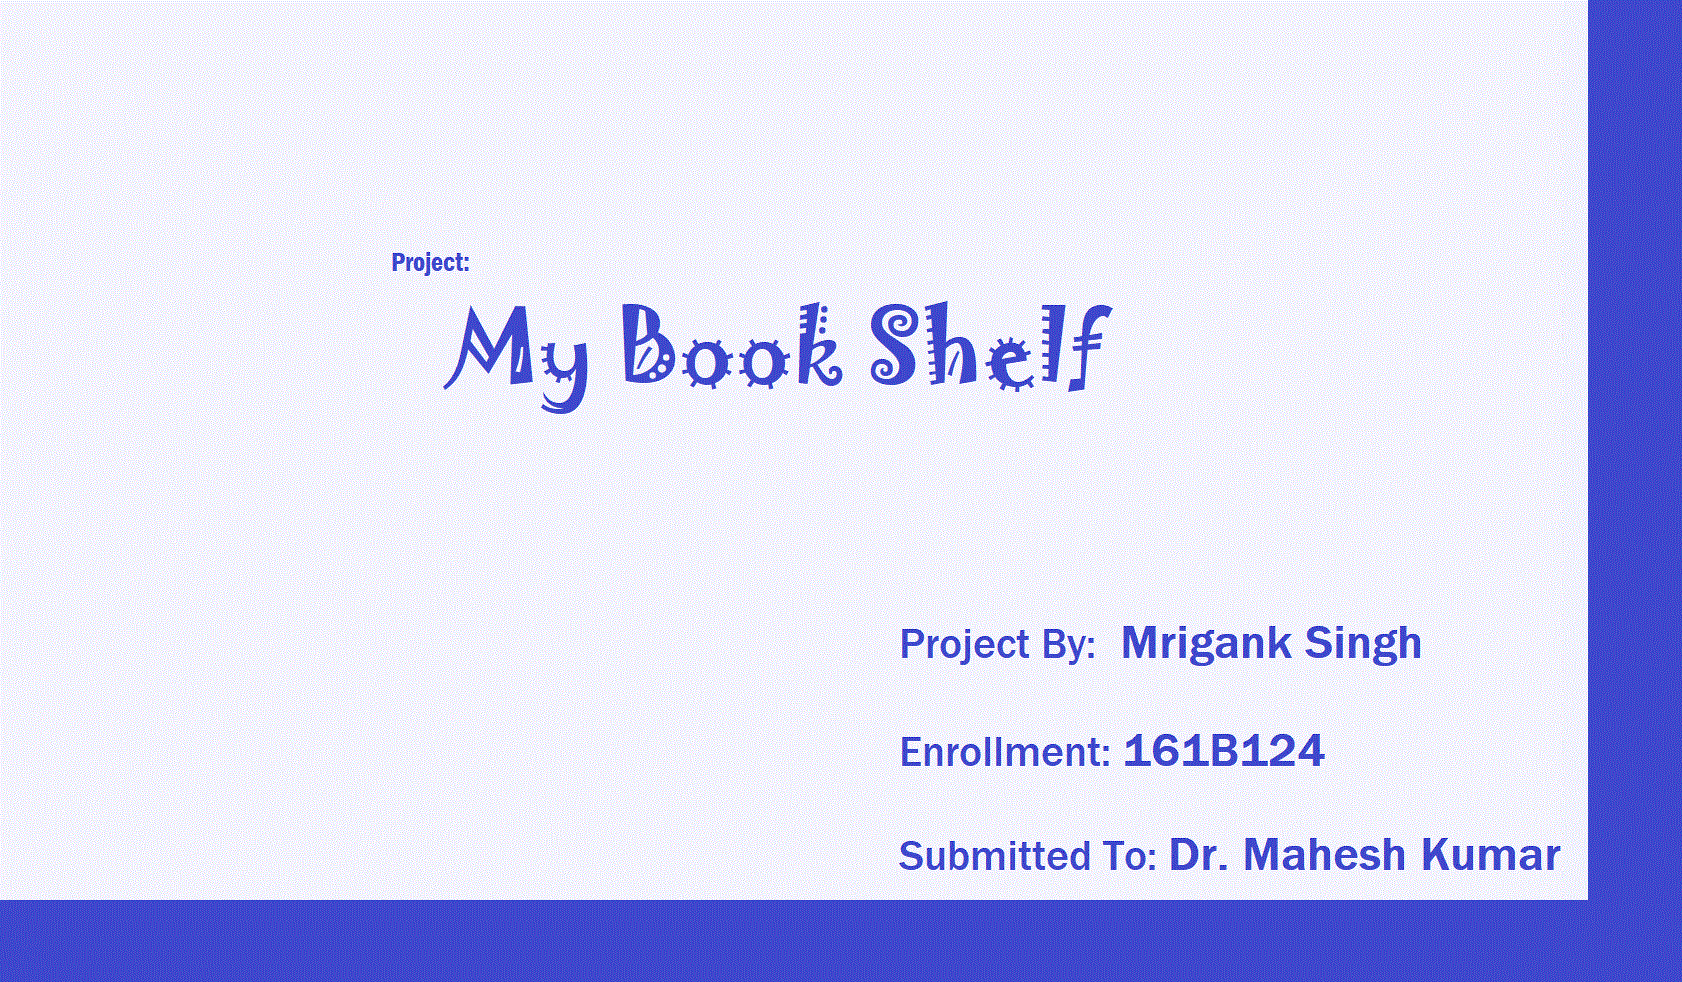 Project:
My Book Shelf
Project By: Mrigank Singh
Enrollment: 161B124
Submitted To: Dr. Mahesh Kumar